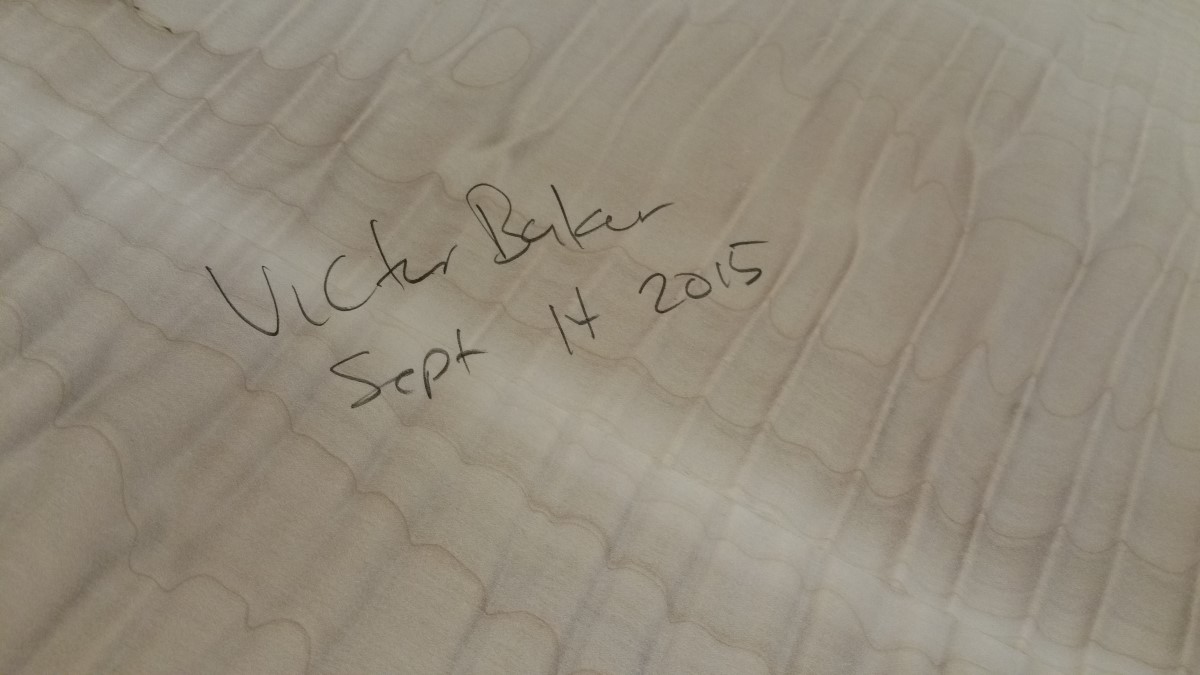 Victor Baker
Sept 14 2015